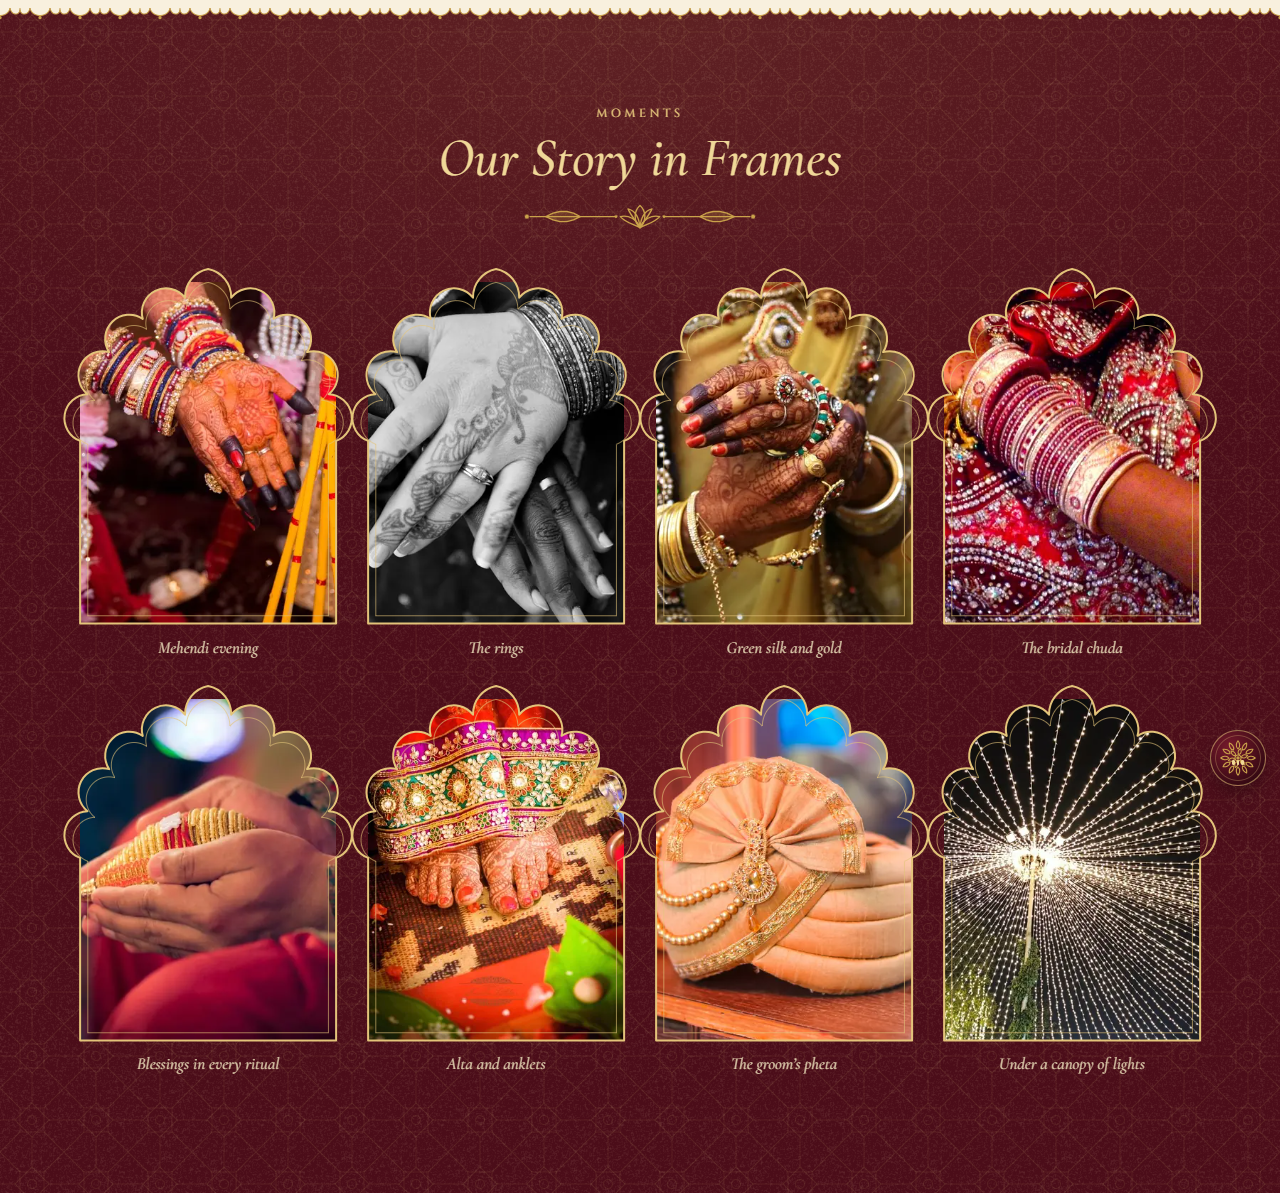 MOMENTS
Our Story in Frames
Mehendi evening
The rings
Green silk and gold
The bridal chuda
Blessings in every ritual
Alta and anklets
The groom’s pheta
Under a canopy of lights